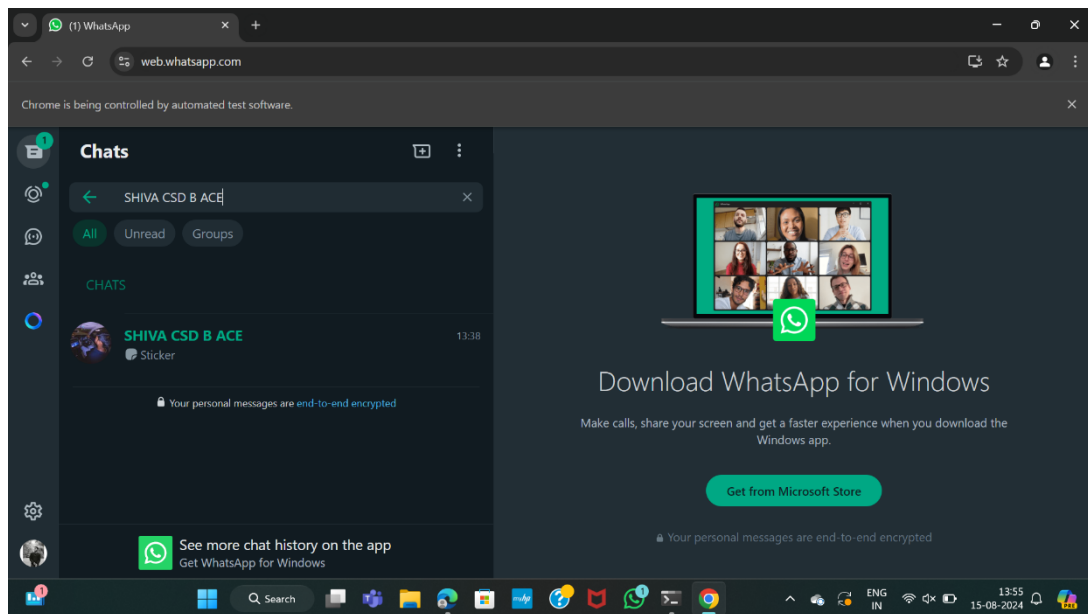 (1) WhatsApp
web.whatsapp.com
Chrome is being controlled by automated test software.
1
Chats
SHIVA CSD B ACE
All Unread Groups
CHATS
SHIVA CSD B ACE 13:38
Sticker
Your personal messages are end-to-end encrypted
See more chat history on the app
Get WhatsApp for Windows
Download WhatsApp for Windows
Make calls, share your screen and get a faster experience when you download the
Windows app.
Get from Microsoft Store
Your personal messages are end-to-end encrypted
Search
ENG
IN
13:55
15-08-2024